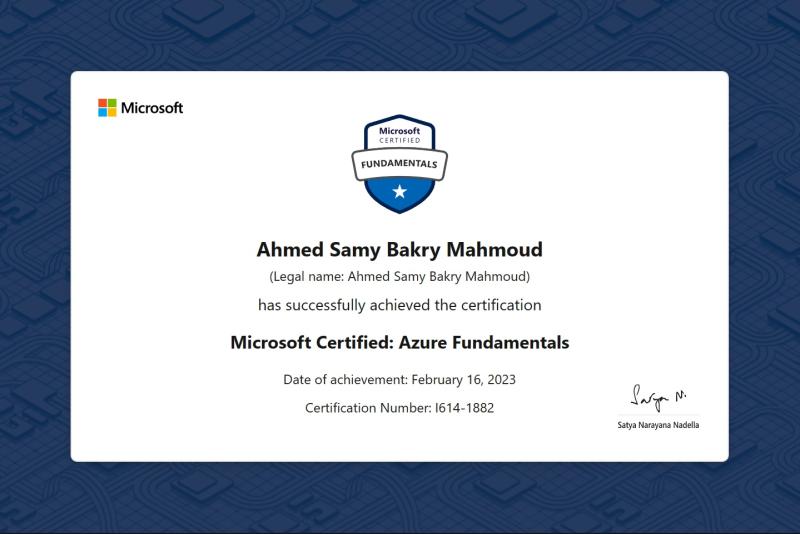 Microsoft
Microsoft
CERTIFIED
FUNDAMENTALS
Ahmed Samy Bakry Mahmoud
(Legal name: Ahmed Samy Bakry Mahmoud)
has successfully achieved the certification
Microsoft Certified: Azure Fundamentals
Date of achievement: February 16, 2023
Certification Number: I614-1882
Satya N.
Satya Narayana Nadella